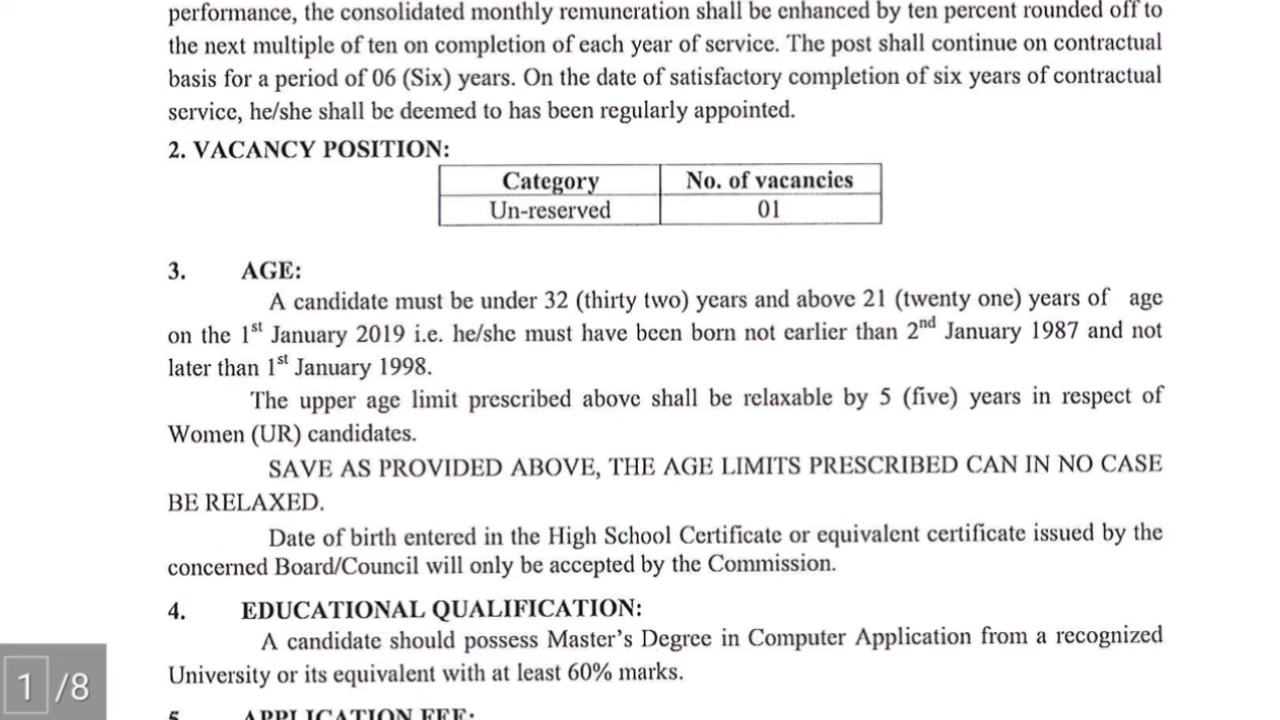 performance, the consolidated monthly remuneration shall be enhanced by ten percent rounded off to
the next multiple of ten on completion of each year of service. The post shall continue on contractual
basis for a period of 06 (Six) years. On the date of satisfactory completion of six years of contractual
service, he/she shall be deemed to has been regularly appointed.
2. VACANCY POSITION:
Category No. of vacancies
Un-reserved 01
3. AGE:
A candidate must be under 32 (thirty two) years and above 21 (twenty one) years of age
on the 1st January 2019 i.e. he/she must have been born not earlier than 2nd January 1987 and not
later than 1st January 1998.
The upper age limit prescribed above shall be relaxable by 5 (five) years in respect of
Women (UR) candidates.
SAVE AS PROVIDED ABOVE, THE AGE LIMITS PRESCRIBED CAN IN NO CASE
BE RELAXED.
Date of birth entered in the High School Certificate or equivalent certificate issued by the
concerned Board/Council will only be accepted by the Commission.
4. EDUCATIONAL QUALIFICATION:
A candidate should possess Master's Degree in Computer Application from a recognized
University or its equivalent with at least 60% marks.
5. APPLICATION FEE:
1 /8